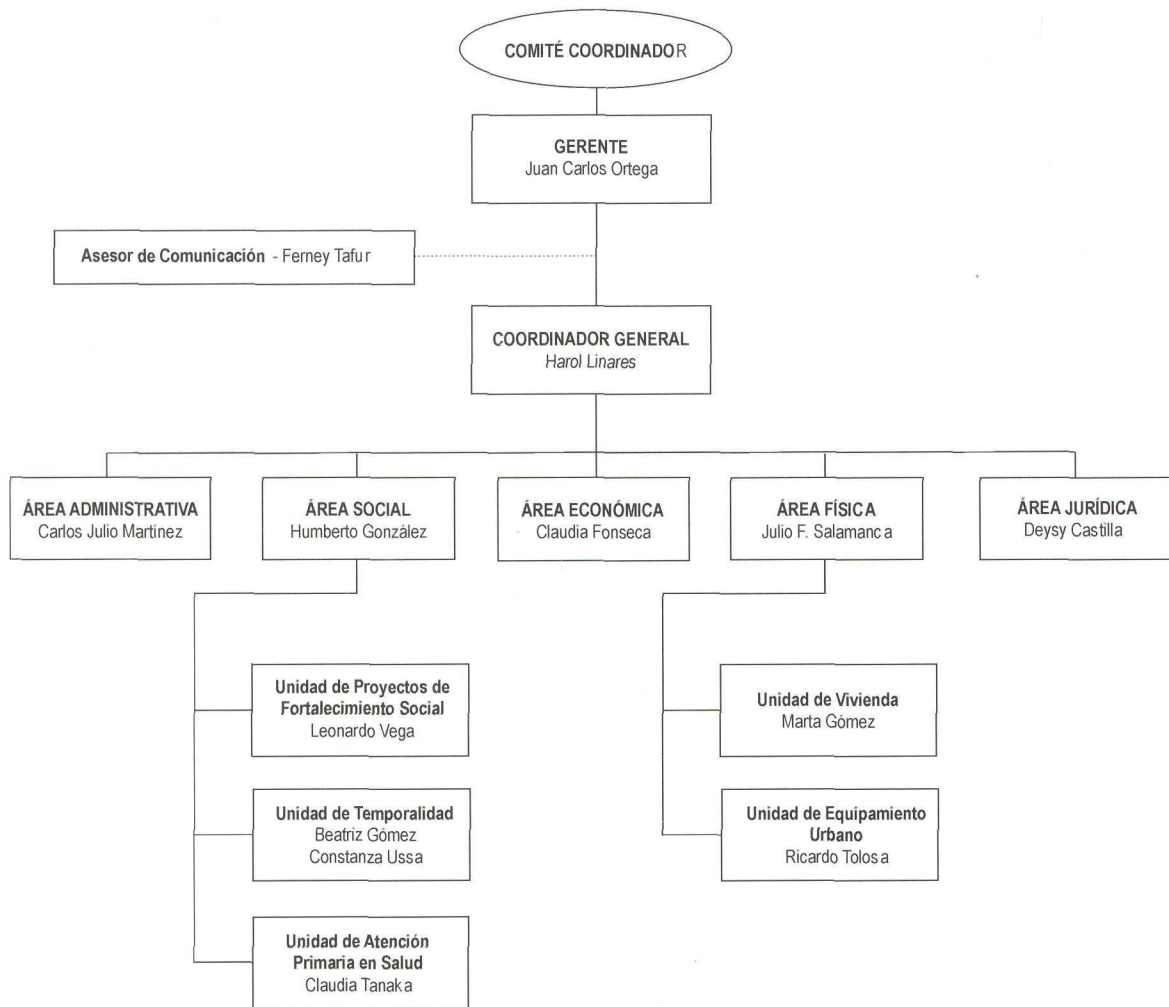 COMITÉ COORDINADOR
GERENTE
Juan Carlos Ortega
Asesor de Comunicación - Ferney Tafur
COORDINADOR GENERAL
Harol Linares
ÁREA ADMINISTRATIVA
Carlos Julio Martinez
ÁREA SOCIAL
Humberto González
ÁREA ECONÓMICA
Claudia Fonseca
ÁREA FÍSICA
Julio F. Salamanca
ÁREA JURÍDICA
Deysy Castilla
Unidad de Proyectos de
Fortalecimiento Social
Leonardo Vega
Unidad de Temporalidad
Beatriz Gómez
Constanza Ussa
Unidad de Atención
Primaria en Salud
Claudia Tanaka
Unidad de Vivienda
Marta Gómez
Unidad de Equipamiento
Urbano
Ricardo Tolosa